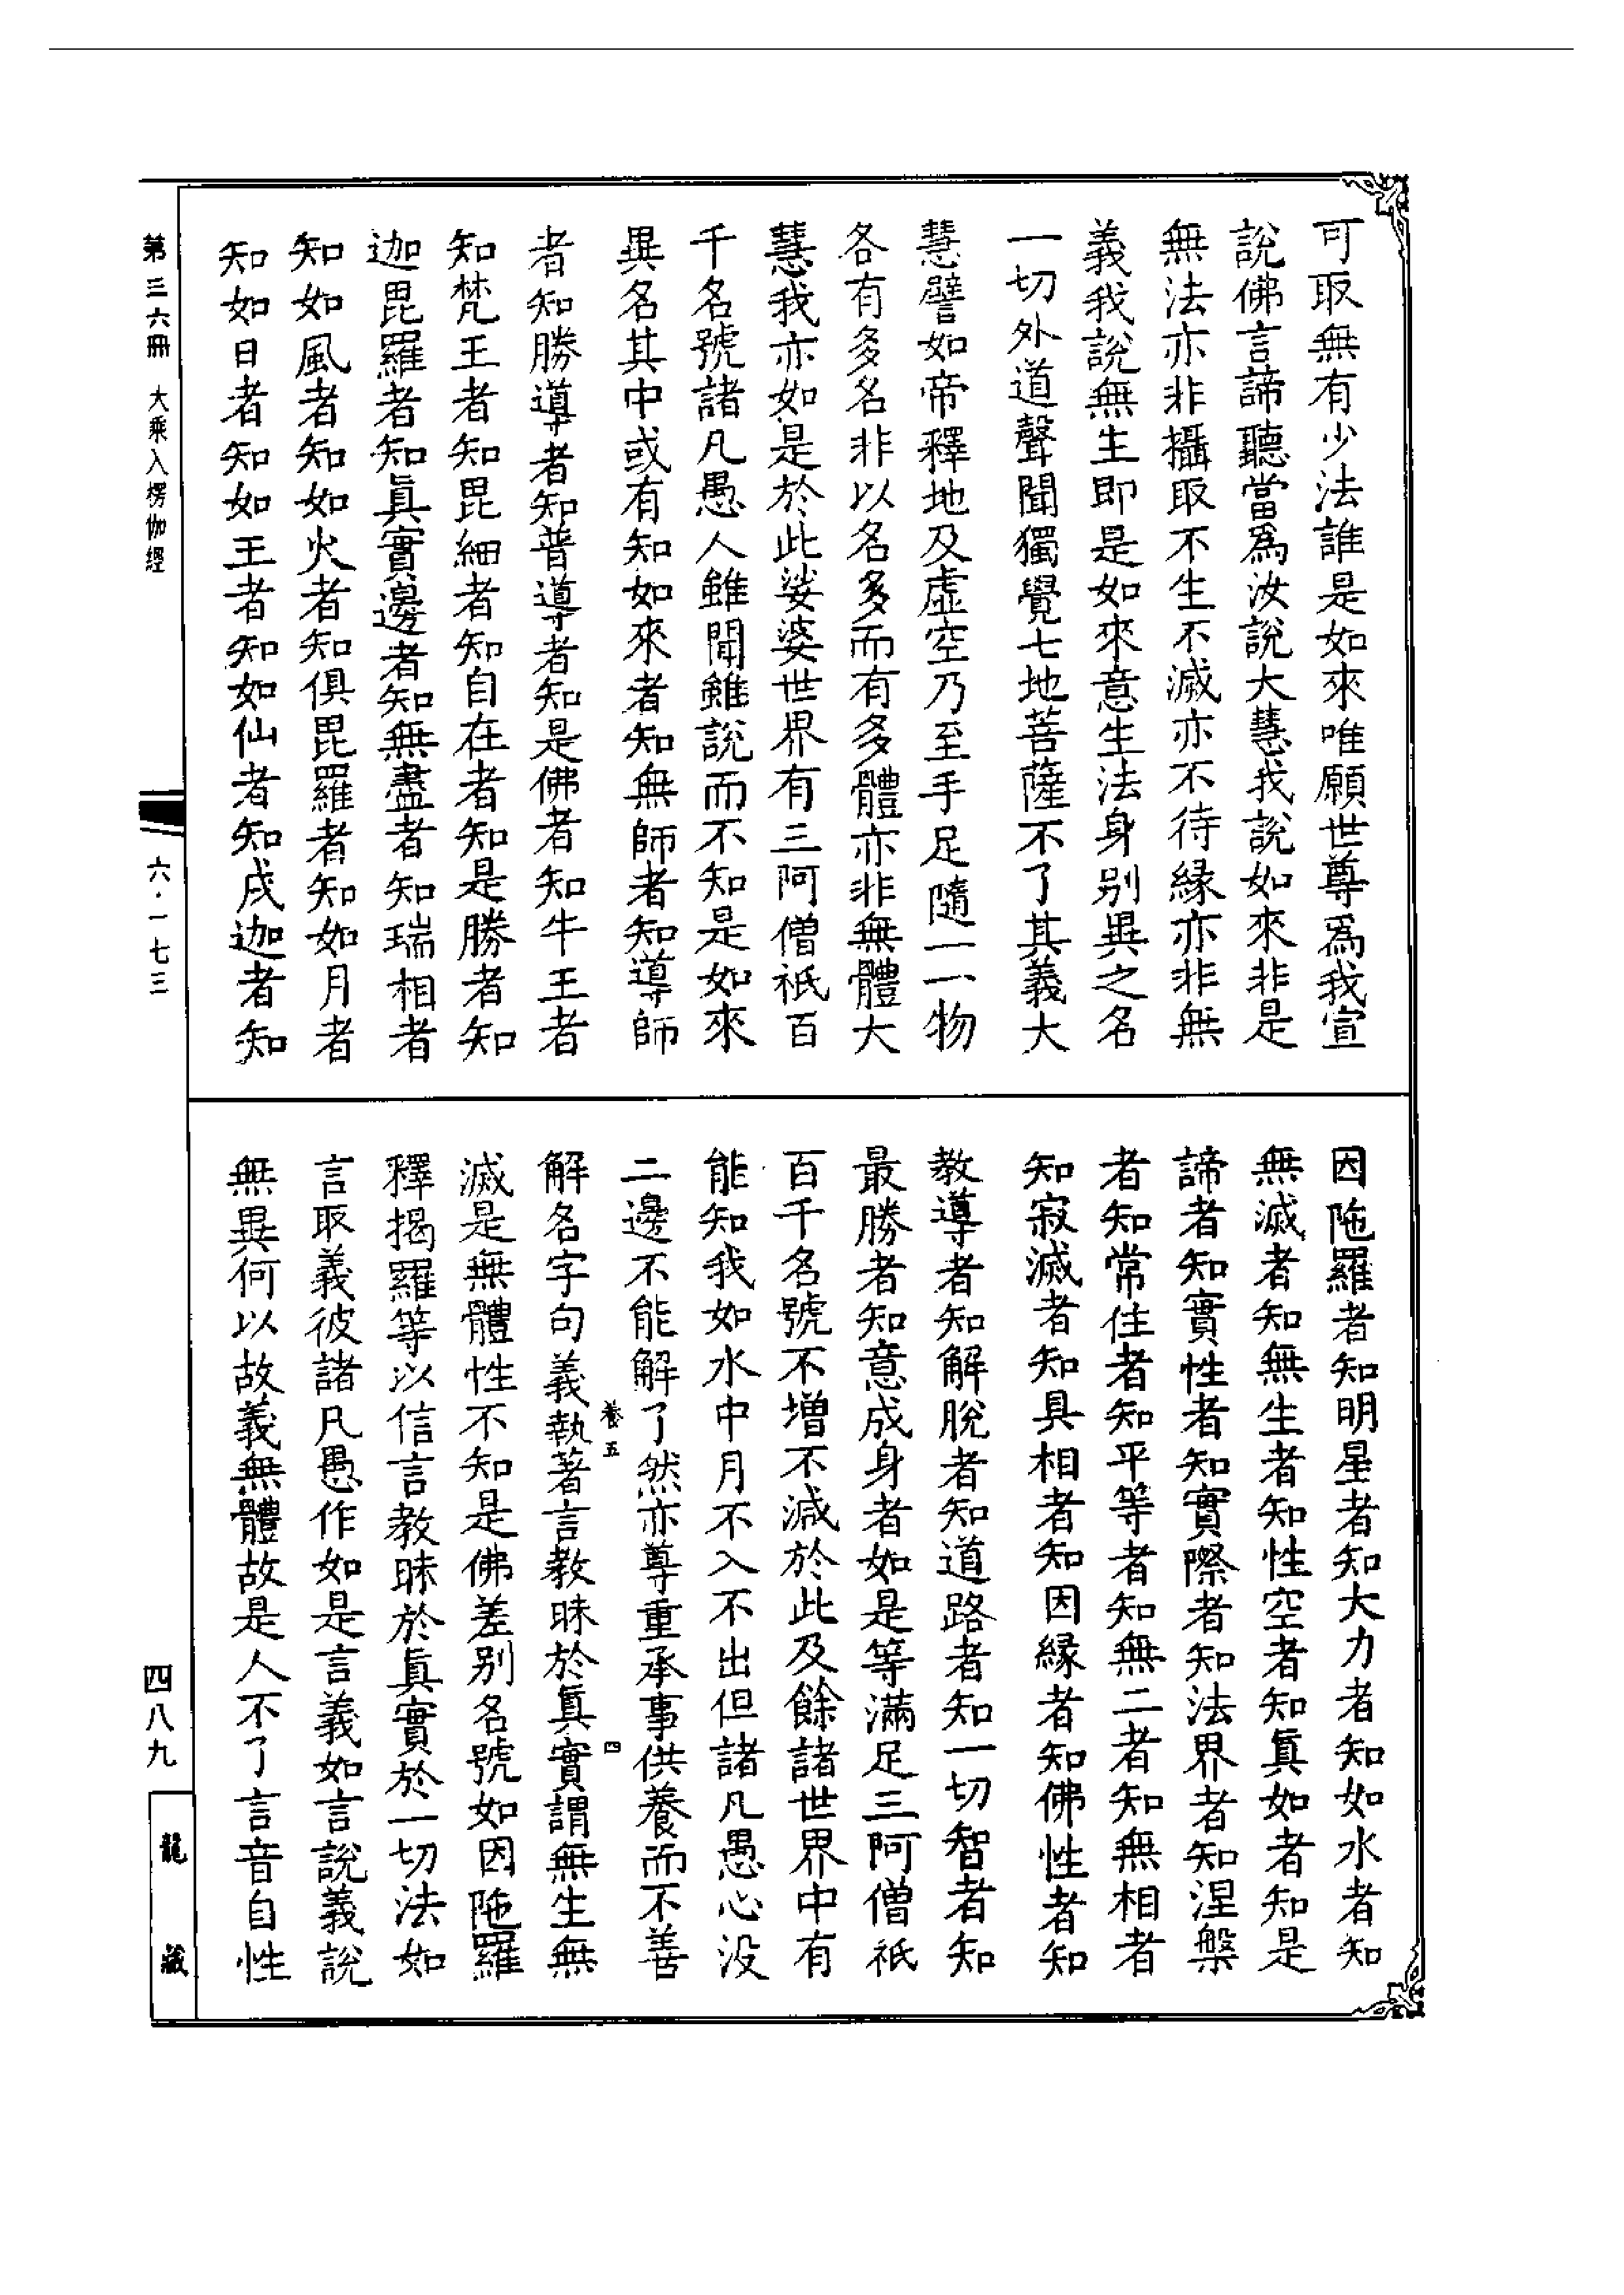 可取無有少法誰是如來唯願世尊爲我宣
說佛言諦聽當爲汝說大慧我說如來非是
無法亦非攝取不生不滅亦不待緣亦非無
義我說無生即是如來意生法身別異之名
一切外道聲聞獨覺七地菩薩不了其義大
慧譬如帝釋地及虛空乃至手足隨一一物
各有多名非以名多而有多體亦非無體大
慧我亦如是於此娑婆世界有三阿僧祇百
千名號諸凡愚人雖聞雖說而不知是如來
異名其中或有知如來者知無師者知導師
者知勝導者知普導者知是佛者知牛王者
知梵王者知毘紐者知自在者知是勝者知
迦毘羅者知眞實邊者知無盡者知瑞相者
知如風者知如火者知俱毘羅者知如月者
知如日者知如王者知如仙者知戌迦者知
因陁羅者知明星者知大力者知如水者知
無滅者知無生者知性空者知眞如者知是
諦者知實性者知實際者知法界者知涅槃
者知常住者知平等者知無二者知無相者
知寂滅者知具相者知因緣者知佛性者知
教導者知解脫者知道路者知一切智者知
最勝者知意成身者如是等滿足三阿僧祇
百千名號不增不減於此及餘諸世界中有
能知我如水中月不入不出但諸凡愚心沒
二邊不能解了然亦尊重承事供養而不善
卷五 四
解名字句義執著言教昧於眞實謂無生無
滅是無體性不知是佛差別名號如因陁羅
釋揭羅等以信言教昧於眞實於一切法如
言取義彼諸凡愚作如是言義如言說義說
無異何以故義無體故是人不了言音自性
第三六冊 大乘入楞伽經
六·一七三
四八九
龍藏